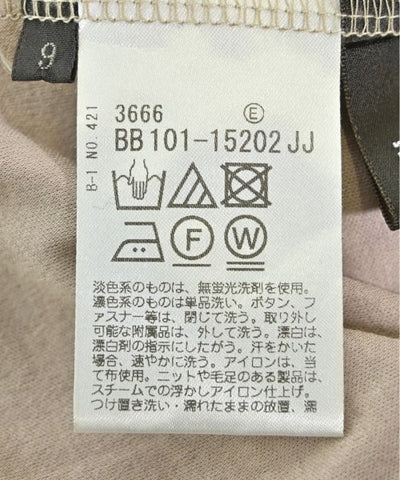 9
B-1 NO. 421
3666 E
BB 101-15202 JJ
F W
淡色系のものは、無蛍光洗剤を使用。
濃色系のものは単品洗い。ボタン、フ
ァスナー等は、閉じて洗う。取り外し
可能な附属品は、外して洗う。漂白は、
漂白剤の指示にしたがう。汗をかいた
場合、速やかに洗う。アイロンは、当
て布使用。ニットや毛足のある製品は、
スチームでの浮かしアイロン仕上げ。
つけ置き洗い・濡れたままの放置、濡